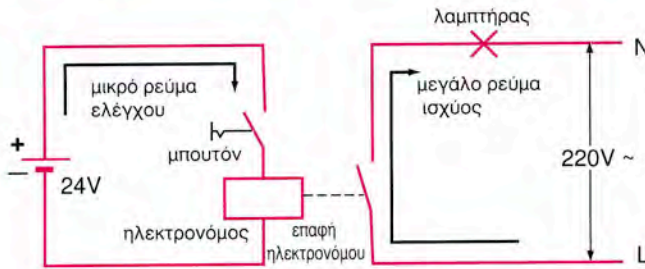 λαμπτήρας
N
μικρό ρεύμα
ελέγχου
μεγάλο ρεύμα
ισχύος
+
μπουτόν
—
24V
220V ~
ηλεκτρονόμος
επαφή
ηλεκτρονόμου
L